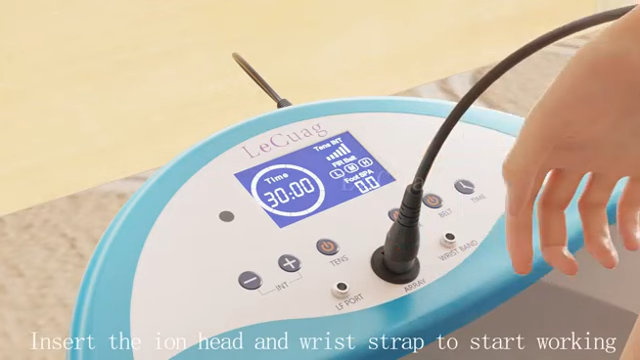 LeCuag
Tens INT
FIR Belt
L M H
Time
30:00
Foot SPA
0.0
TIME
BELT
WRIST BAND
TENS
INT
ARRAY
LF PORT
Insert the ion head and wrist strap to start working